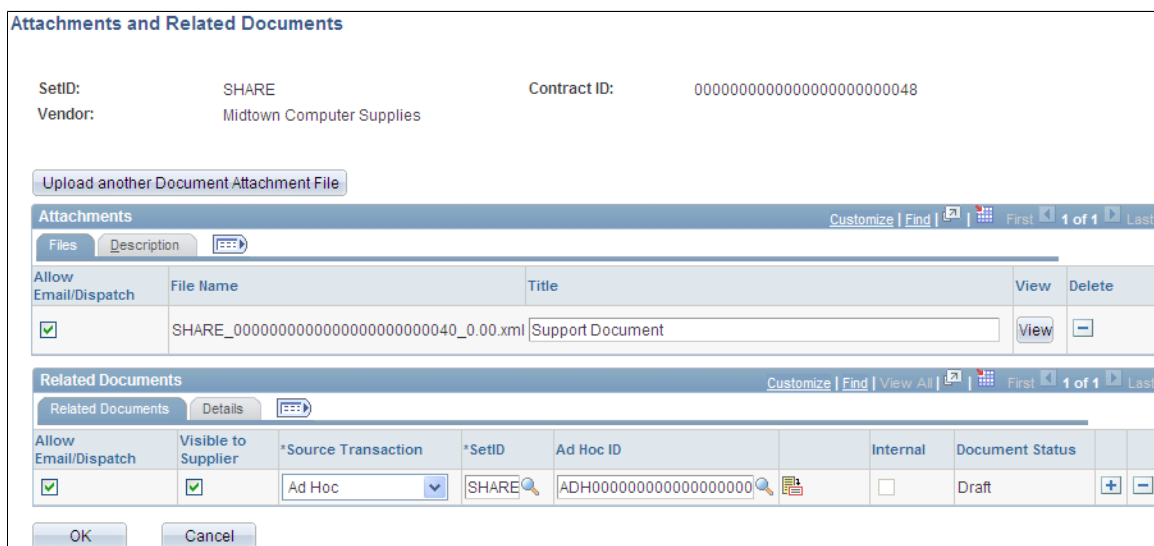 Attachments and Related Documents
SetID: SHARE Contract ID: 0000000000000000000000048
Vendor: Midtown Computer Supplies
Upload another Document Attachment File
Attachments Customize | Find | | First 1 of 1 Last
Files Description
Allow Email/Dispatch File Name Title View Delete
SHARE_0000000000000000000000040_0.00.xml Support Document View
Related Documents Customize | Find | View All | | First 1 of 1 Last
Related Documents Details
Allow Email/Dispatch Visible to Supplier *Source Transaction *SetID Ad Hoc ID Internal Document Status
Ad Hoc SHARE ADH000000000000000000 Draft
OK Cancel